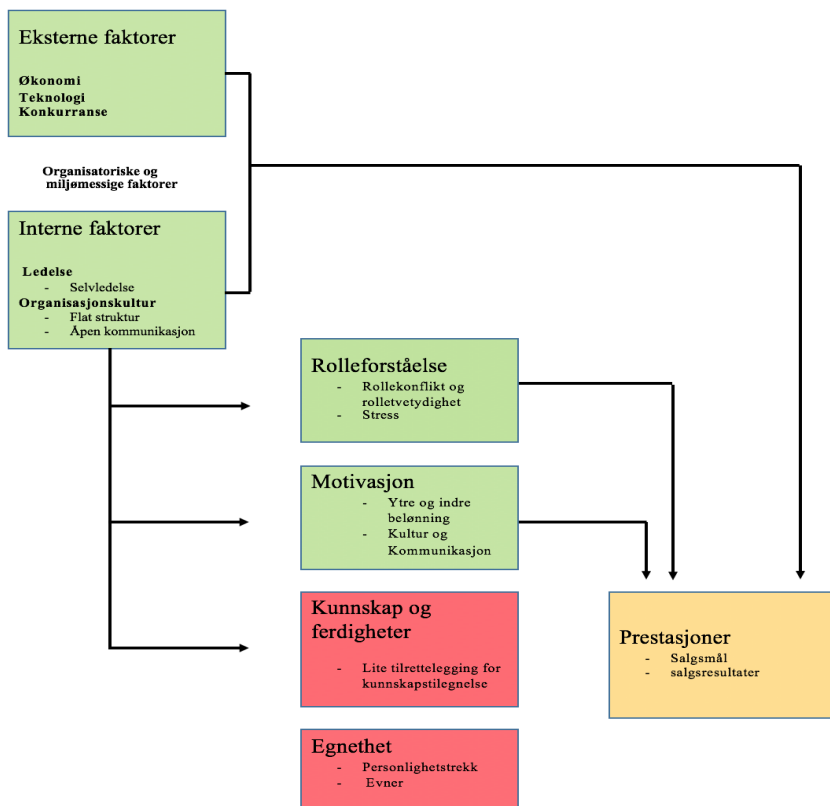 Eksterne faktorer
Økonomi
Teknologi
Konkurranse
Organisatoriske og
miljømessige faktorer
Interne faktorer
Ledelse
- Selvledelse
Organisasjonskultur
- Flat struktur
- Åpen kommunikasjon
Rolleforståelse
- Rollekonflikt og
rolletvetydighet
- Stress
Motivasjon
- Ytre og indre
belønning
- Kultur og
Kommunikasjon
Kunnskap og
ferdigheter
- Lite tilrettelegging for
kunnskapstilegnelse
Prestasjoner
- Salgsmål
- salgsresultater
Egnethet
- Personlighetstrekk
- Evner